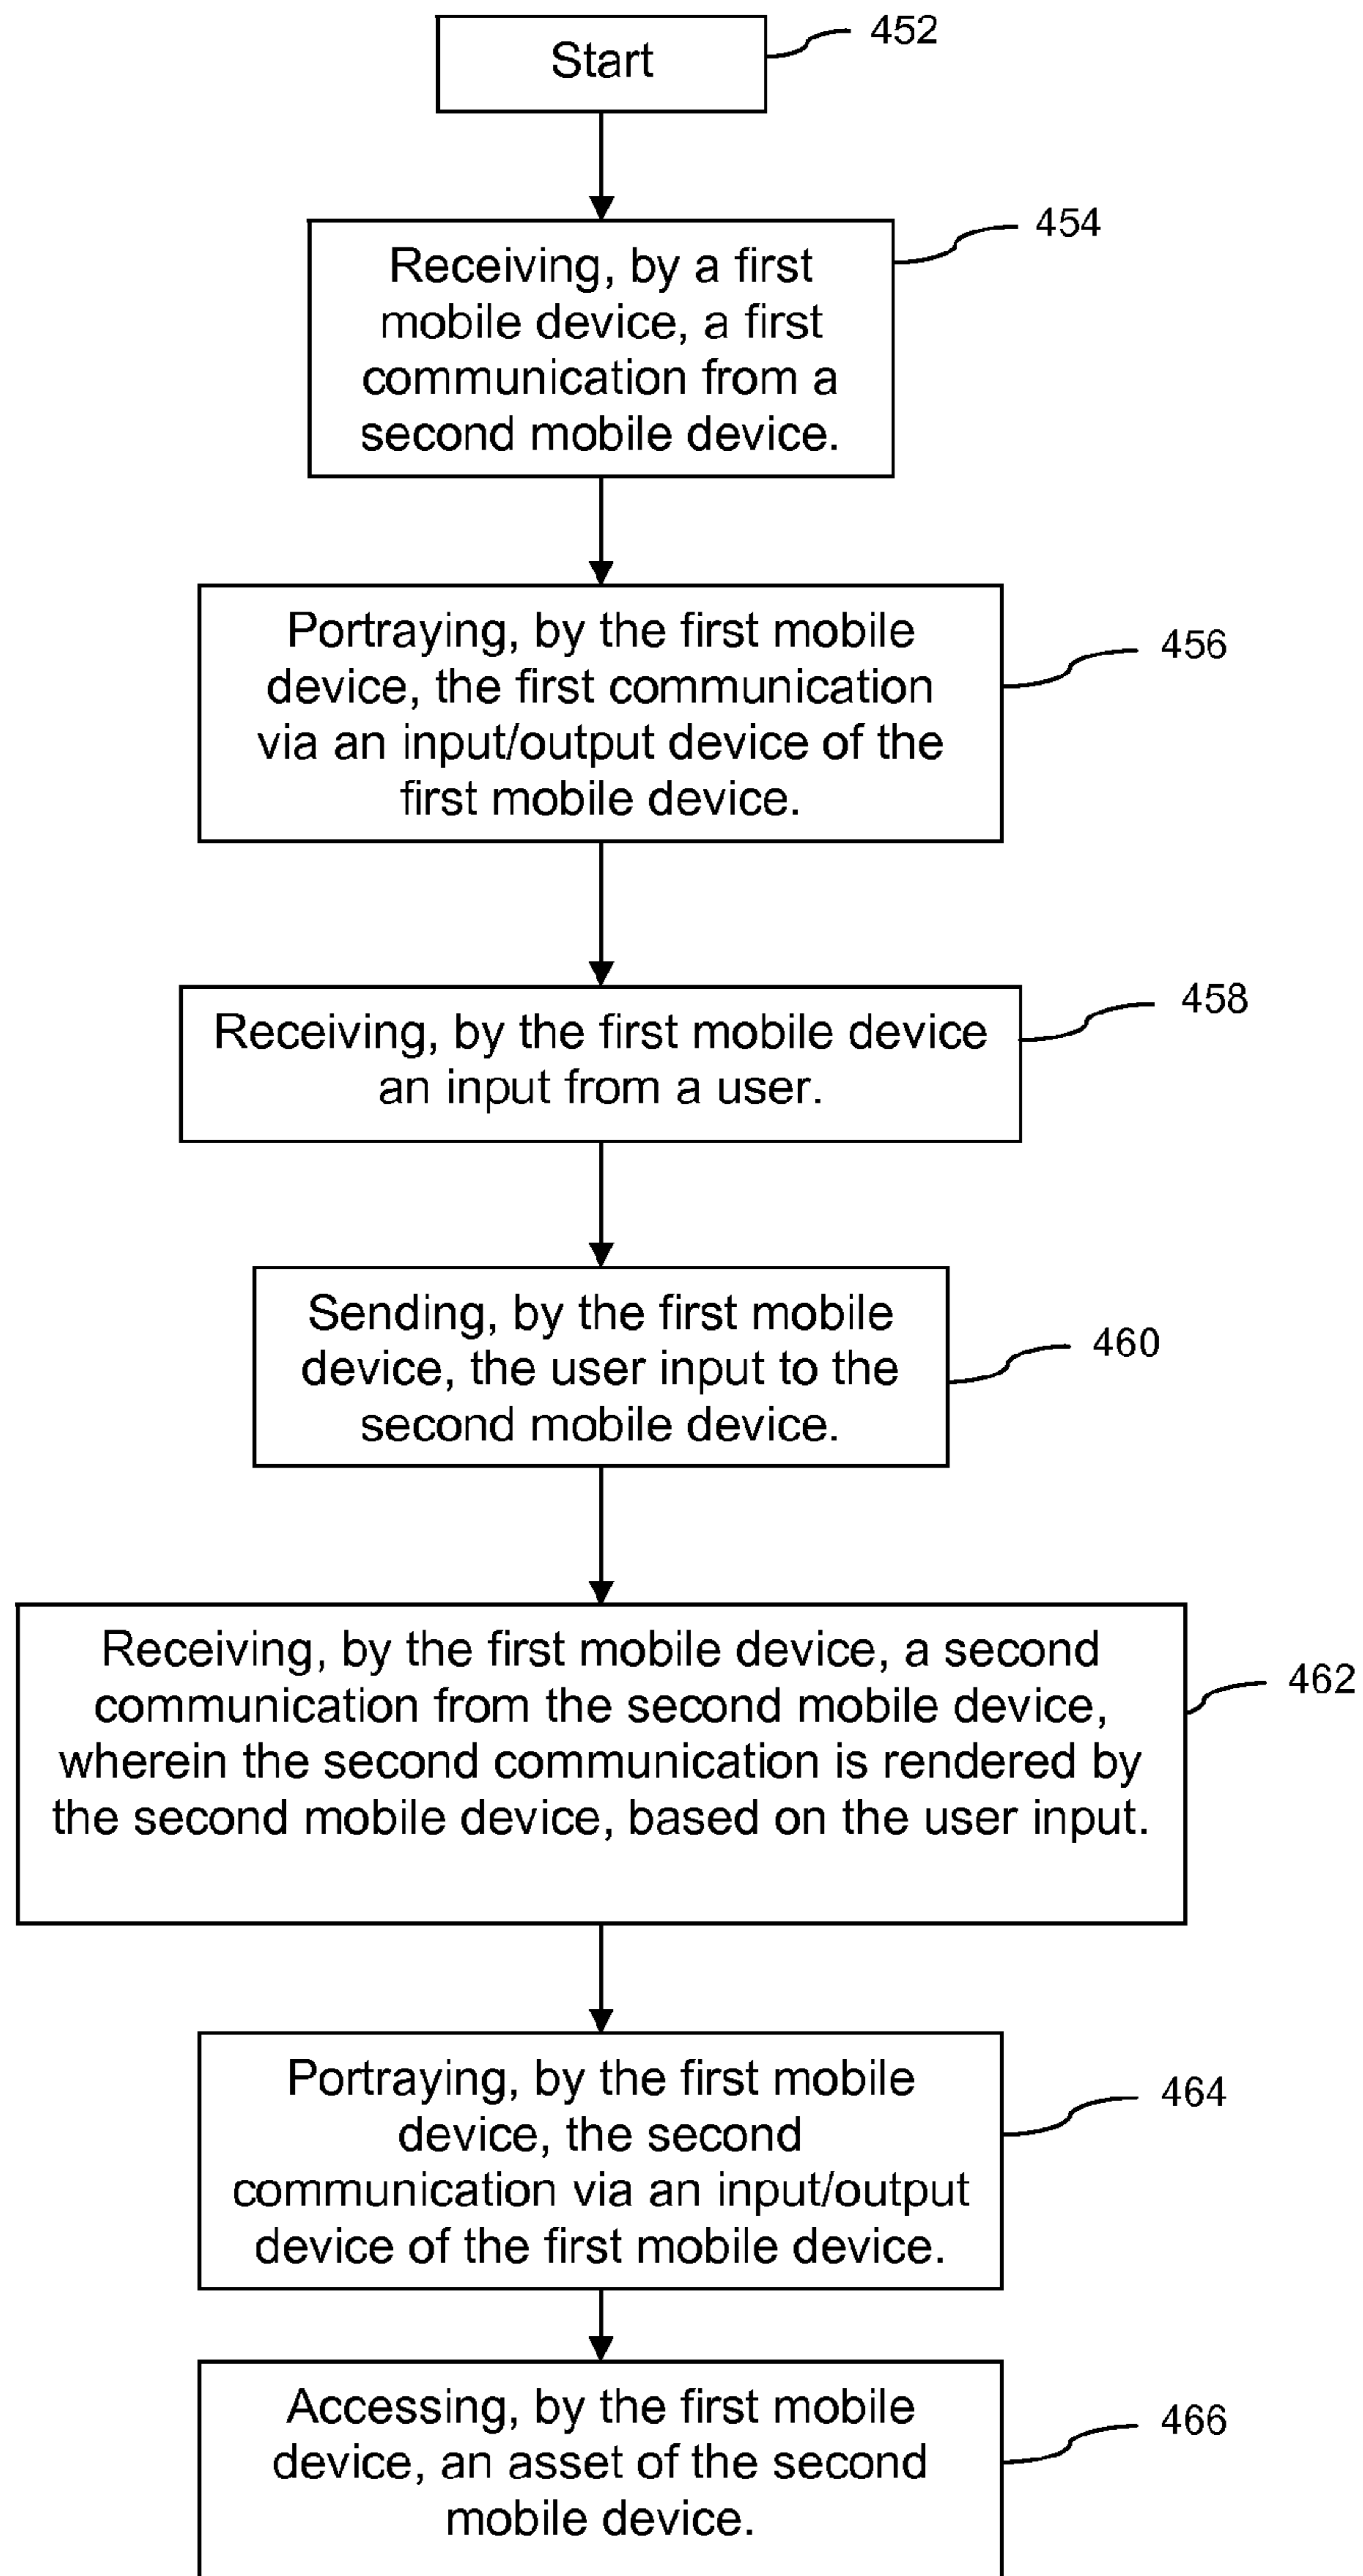 Start
452
Receiving, by a first
mobile device, a first
communication from a
second mobile device.
454
Portraying, by the first mobile
device, the first communication
via an input/output device of the
first mobile device.
456
Receiving, by the first mobile device
an input from a user.
458
Sending, by the first mobile
device, the user input to the
second mobile device.
460
Receiving, by the first mobile device, a second
communication from the second mobile device,
wherein the second communication is rendered by
the second mobile device, based on the user input.
462
Portraying, by the first mobile
device, the second
communication via an input/output
device of the first mobile device.
464
Accessing, by the first mobile
device, an asset of the second
mobile device.
466